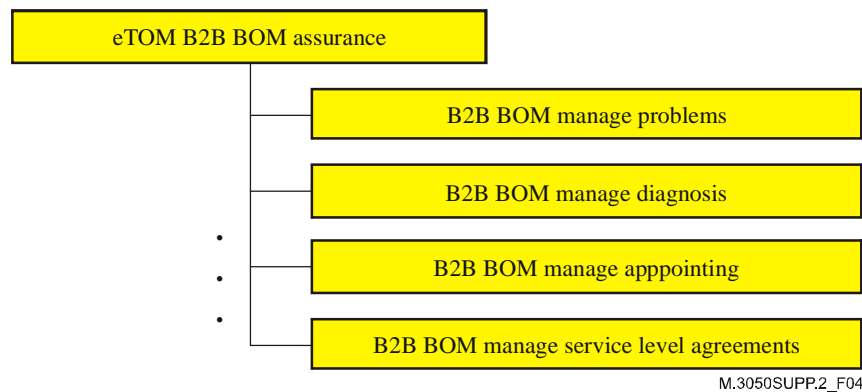 eTOM B2B BOM assurance
B2B BOM manage problems
B2B BOM manage diagnosis
B2B BOM manage apppointing
B2B BOM manage service level agreements
M.3050SUPP.2_F04